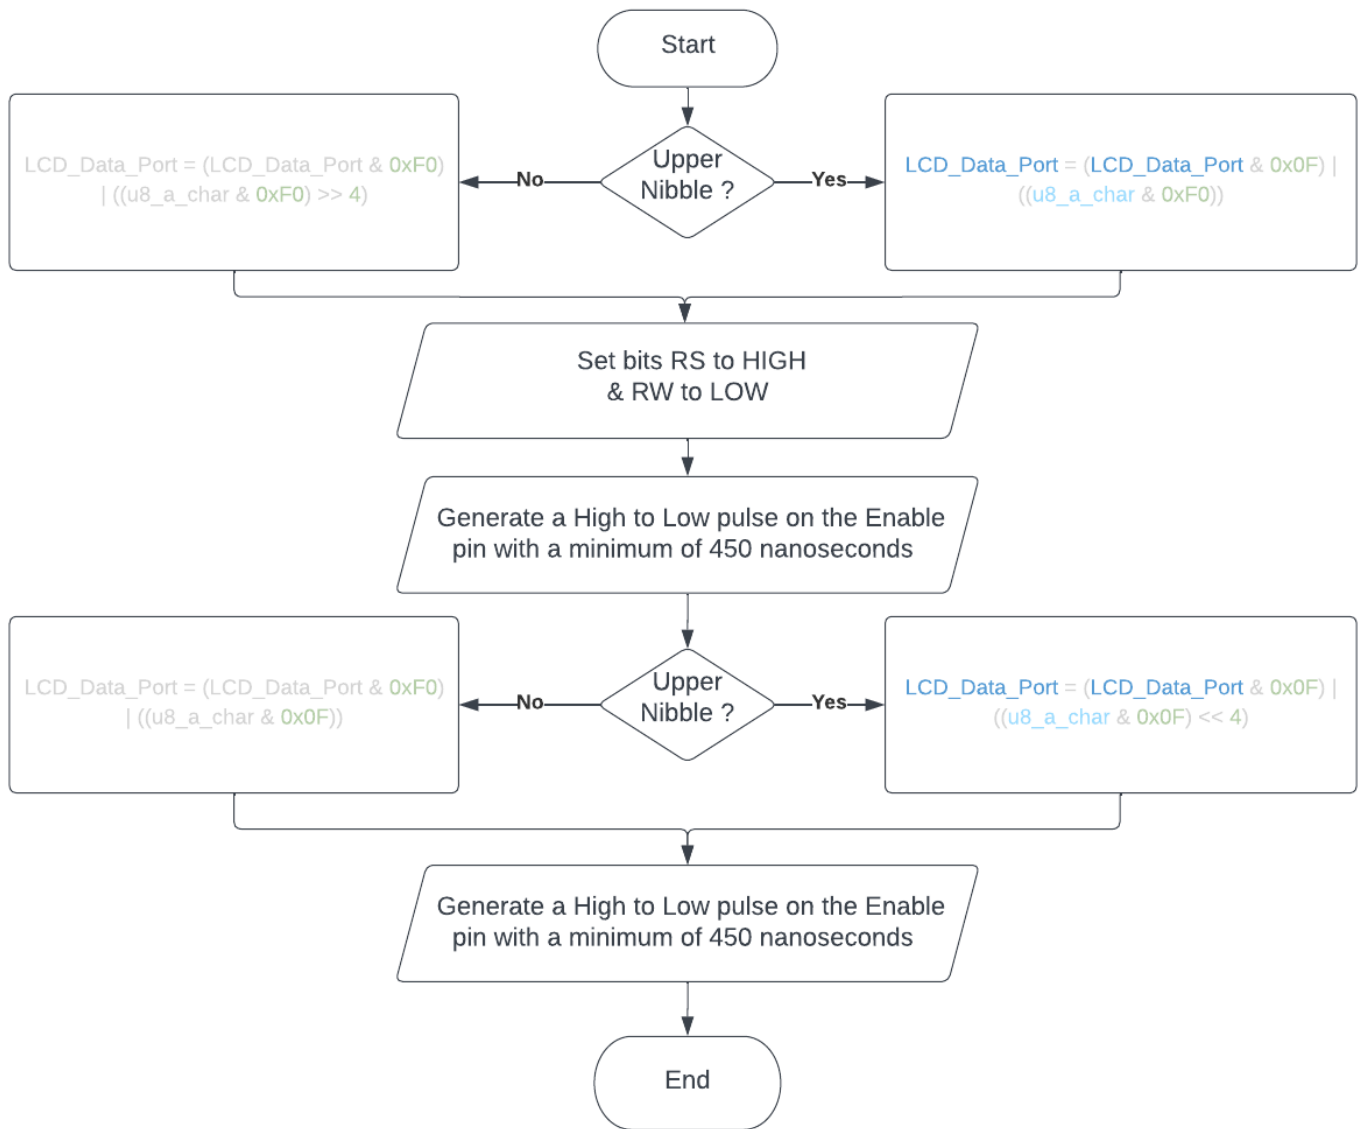 Start
Upper
Nibble ?
No
Yes
LCD_Data_Port = (LCD_Data_Port & 0xF0)
| ((u8_a_char & 0xF0) >> 4)
LCD_Data_Port = (LCD_Data_Port & 0x0F) |
((u8_a_char & 0xF0))
Set bits RS to HIGH
& RW to LOW
Generate a High to Low pulse on the Enable
pin with a minimum of 450 nanoseconds
Upper
Nibble ?
No
Yes
LCD_Data_Port = (LCD_Data_Port & 0xF0)
| ((u8_a_char & 0x0F))
LCD_Data_Port = (LCD_Data_Port & 0x0F) |
((u8_a_char & 0x0F) << 4)
Generate a High to Low pulse on the Enable
pin with a minimum of 450 nanoseconds
End